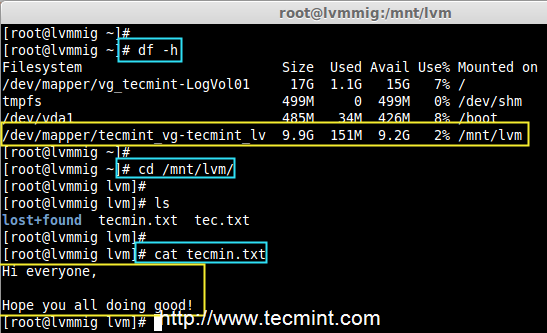 root@lvmmig:/mnt/lvm
[root@lvmmig ~]#
[root@lvmmig ~]# df -h
Filesystem Size Used Avail Use% Mounted on
/dev/mapper/vg_tecmint-LogVol01 17G 1.1G 15G 7% /
tmpfs 499M 0 499M 0% /dev/shm
/dev/vda1 485M 34M 426M 8% /boot
/dev/mapper/tecmint_vg-tecmint_lv 9.9G 151M 9.2G 2% /mnt/lvm
[root@lvmmig ~]#
[root@lvmmig ~]# cd /mnt/lvm/
[root@lvmmig lvm]#
[root@lvmmig lvm]# ls
lost+found tecmin.txt tec.txt
[root@lvmmig lvm]#
[root@lvmmig lvm]# cat tecmin.txt
Hi everyone,
Hope you all doing good!
[root@lvmmig lvm]# http://www.tecmint.com